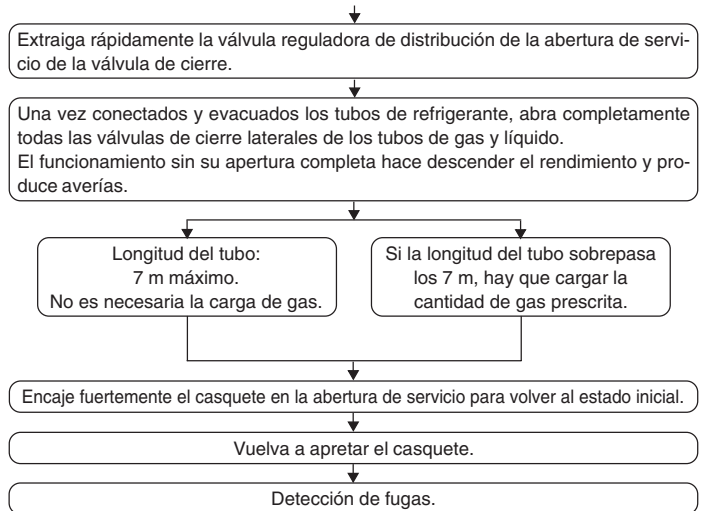 Extraiga rápidamente la válvula reguladora de distribución de la abertura de servi-
cio de la válvula de cierre.
Una vez conectados y evacuados los tubos de refrigerante, abra completamente
todas las válvulas de cierre laterales de los tubos de gas y líquido.
El funcionamiento sin su apertura completa hace descender el rendimiento y pro-
duce averías.
Longitud del tubo:
7 m máximo.
No es necesaria la carga de gas.
Si la longitud del tubo sobrepasa
los 7 m, hay que cargar la
cantidad de gas prescrita.
Encaje fuertemente el casquete en la abertura de servicio para volver al estado inicial.
Vuelva a apretar el casquete.
Detección de fugas.